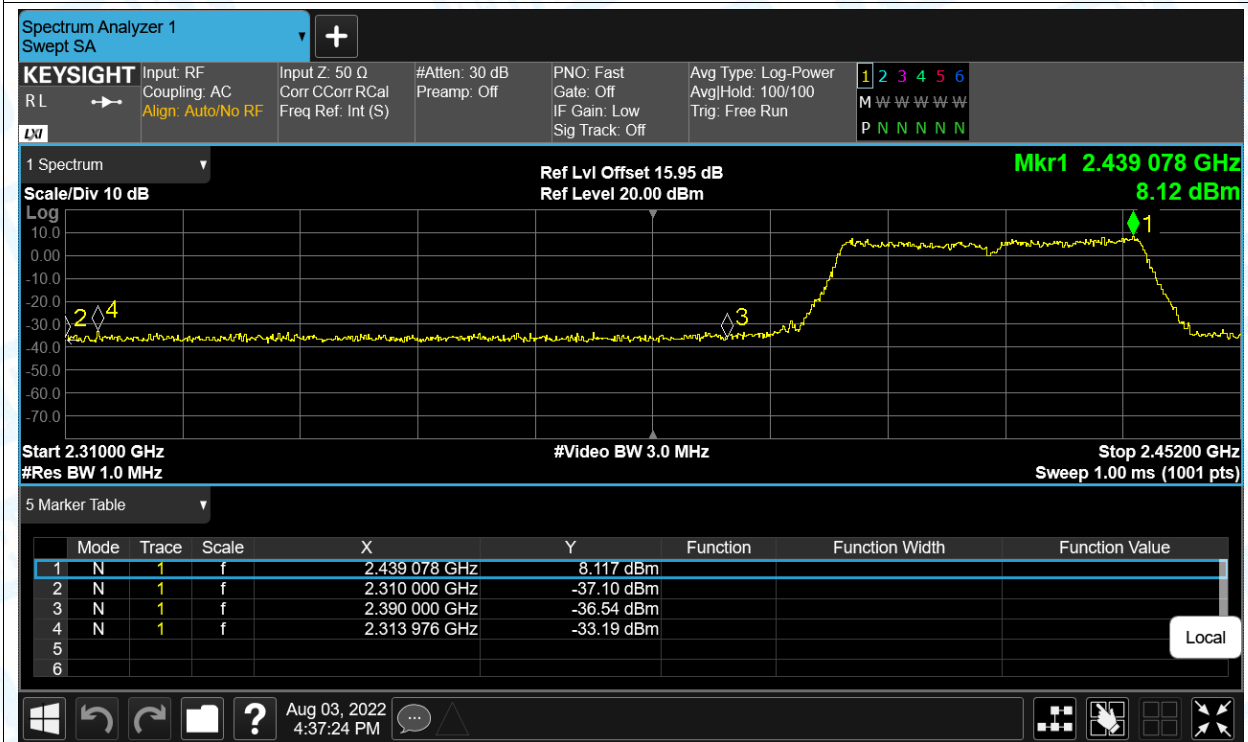 Spectrum Analyzer 1
Swept SA
+
KEYSIGHT Input: RF Input Z: 50 Ω #Atten: 30 dB PNO: Fast Avg Type: Log-Power 1 2 3 4 5 6
R L Coupling: AC Corr CCorr RCal Preamp: Off Gate: Off Avg|Hold: 100/100 M W W W W W
Align: Auto/No RF Freq Ref: Int (S) IF Gain: Low Trig: Free Run
LXI Sig Track: Off P N N N N N
1 Spectrum Ref Lvl Offset 15.95 dB Mkr1 2.439 078 GHz
Scale/Div 10 dB Ref Level 20.00 dBm 8.12 dBm
Log
1
10.0
0.00
-10.0
-20.0
2 4 3
-30.0
-40.0
-50.0
-60.0
-70.0
Start 2.31000 GHz #Video BW 3.0 MHz Stop 2.45200 GHz
#Res BW 1.0 MHz Sweep 1.00 ms (1001 pts)
5 Marker Table
Mode Trace Scale X Y Function Function Width Function Value
1 N 1 f 2.439 078 GHz 8.117 dBm
2 N 1 f 2.310 000 GHz -37.10 dBm
3 N 1 f 2.390 000 GHz -36.54 dBm
4 N 1 f 2.313 976 GHz -33.19 dBm
5
6
Local
? Aug 03, 2022
4:37:24 PM